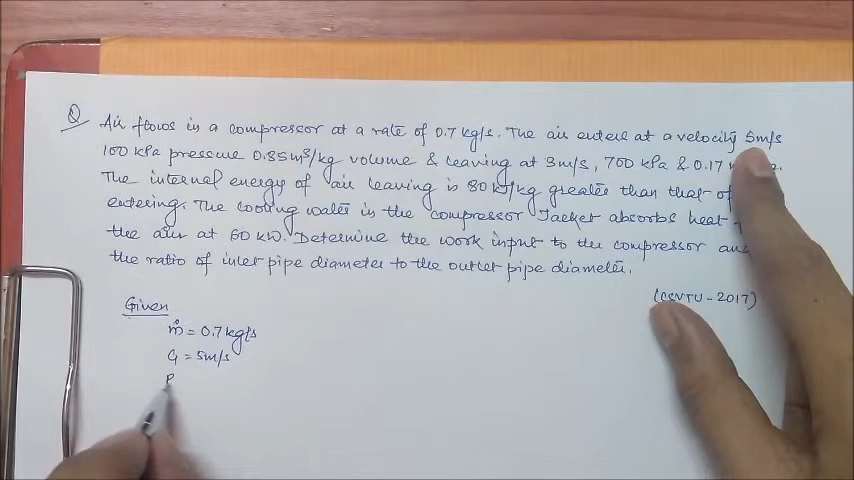 Q Air flows in a compressor at a rate of 0.7 kg/s. The air enters at a velocity 5m/s
100 kPa pressure 0.85m³/kg volume & leaving at 3m/s, 700 kPa & 0.17
The internal energy of air leaving is 80 kJ/kg greater than that of
entering. The cooling water in the compressor Jacket absorbs heat
the air at 60 kW. Determine the work input to the compressor and
the ratio of inlet pipe diameter to the outlet pipe diameter.
(CSVTU - 2017)
Given
ṁ = 0.7 kg/s
C₁ = 5m/s
P